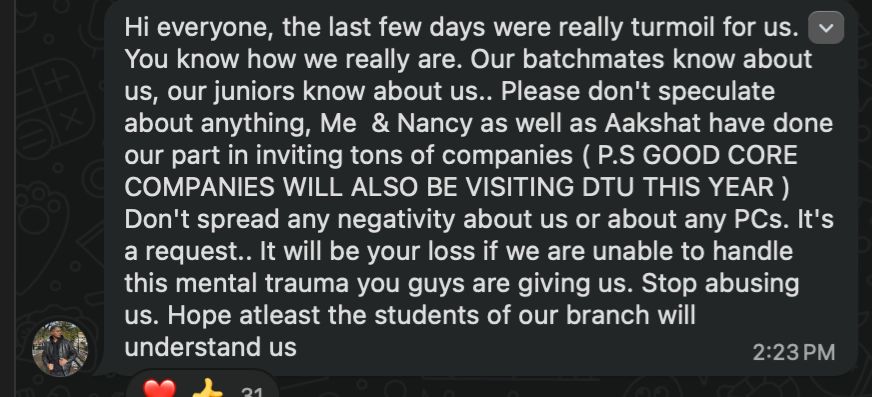 Hi everyone, the last few days were really turmoil for us.
You know how we really are. Our batchmates know about
us, our juniors know about us.. Please don't speculate
about anything, Me & Nancy as well as Aakshat have done
our part in inviting tons of companies ( P.S GOOD CORE
COMPANIES WILL ALSO BE VISITING DTU THIS YEAR )
Don't spread any negativity about us or about any PCs. It's
a request.. It will be your loss if we are unable to handle
this mental trauma you guys are giving us. Stop abusing
us. Hope atleast the students of our branch will
understand us
2:23 PM
❤️ 👍 31